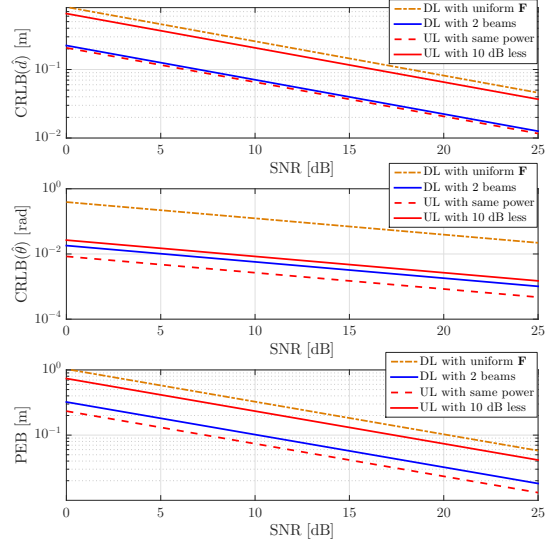 DL with uniform F
DL with 2 beams
UL with same power
UL with 10 dB less
CRLB(d̂) [m]
10^-1
10^-2
0 5 10 15 20 25
SNR [dB]
DL with uniform F
DL with 2 beams
UL with same power
UL with 10 dB less
CRLB(θ̂) [rad]
10^0
10^-2
10^-4
0 5 10 15 20 25
SNR [dB]
DL with uniform F
DL with 2 beams
UL with same power
UL with 10 dB less
PEB [m]
10^0
10^-1
0 5 10 15 20 25
SNR [dB]